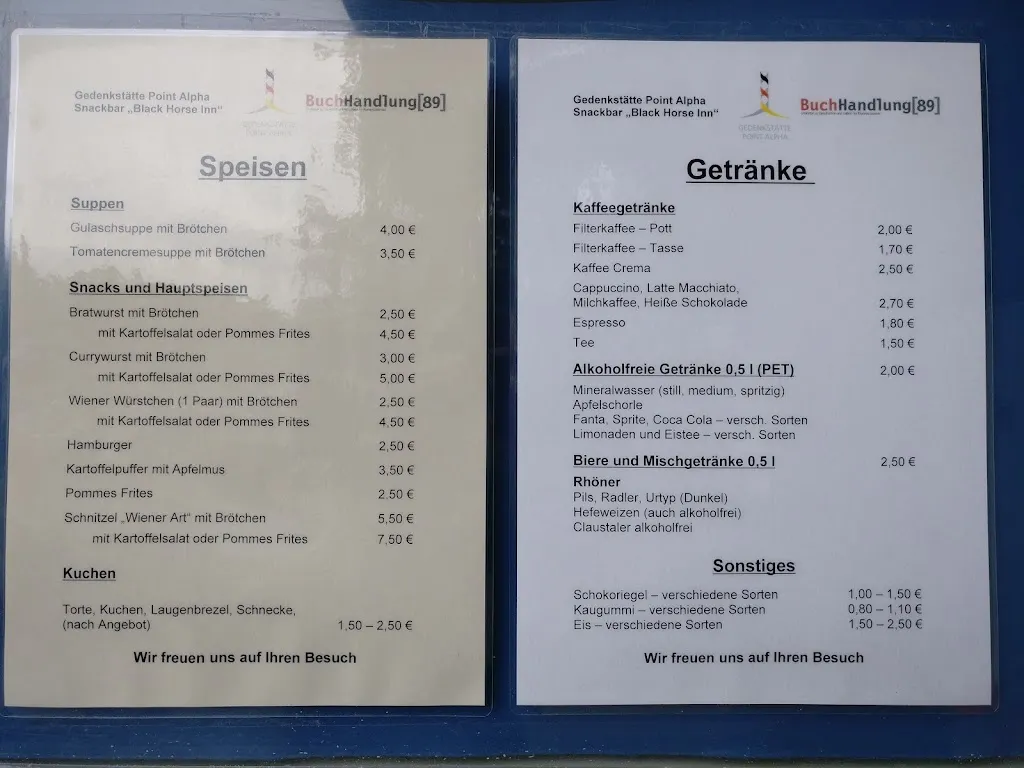 Gedenkstätte Point Alpha
Snackbar „Black Horse Inn"
BuchHandlung[89]
GEDENKSTÄTTE
POINT ALPHA
Speisen
Suppen
Gulaschsuppe mit Brötchen 4,00 €
Tomatencremesuppe mit Brötchen 3,50 €
Snacks und Hauptspeisen
Bratwurst mit Brötchen 2,50 €
mit Kartoffelsalat oder Pommes Frites 4,50 €
Currywurst mit Brötchen 3,00 €
mit Kartoffelsalat oder Pommes Frites 5,00 €
Wiener Würstchen (1 Paar) mit Brötchen 2,50 €
mit Kartoffelsalat oder Pommes Frites 4,50 €
Hamburger 2,50 €
Kartoffelpuffer mit Apfelmus 3,50 €
Pommes Frites 2.50 €
Schnitzel „Wiener Art" mit Brötchen 5,50 €
mit Kartoffelsalat oder Pommes Frites 7,50 €
Kuchen
Torte, Kuchen, Laugenbrezel, Schnecke,
(nach Angebot) 1,50 – 2,50 €
Wir freuen uns auf Ihren Besuch
Gedenkstätte Point Alpha
Snackbar „Black Horse Inn"
BuchHandlung[89]
GEDENKSTÄTTE
POINT ALPHA
Getränke
Kaffeegetränke
Filterkaffee – Pott 2,00 €
Filterkaffee – Tasse 1,70 €
Kaffee Crema 2,50 €
Cappuccino, Latte Macchiato,
Milchkaffee, Heiße Schokolade 2,70 €
Espresso 1,80 €
Tee 1,50 €
Alkoholfreie Getränke 0,5 l (PET) 2,00 €
Mineralwasser (still, medium, spritzig)
Apfelschorle
Fanta, Sprite, Coca Cola – versch. Sorten
Limonaden und Eistee – versch. Sorten
Biere und Mischgetränke 0,5 l 2,50 €
Rhöner
Pils, Radler, Urtyp (Dunkel)
Hefeweizen (auch alkoholfrei)
Claustaler alkoholfrei
Sonstiges
Schokoriegel – verschiedene Sorten 1,00 – 1,50 €
Kaugummi – verschiedene Sorten 0,80 – 1,10 €
Eis – verschiedene Sorten 1,50 – 2,50 €
Wir freuen uns auf Ihren Besuch